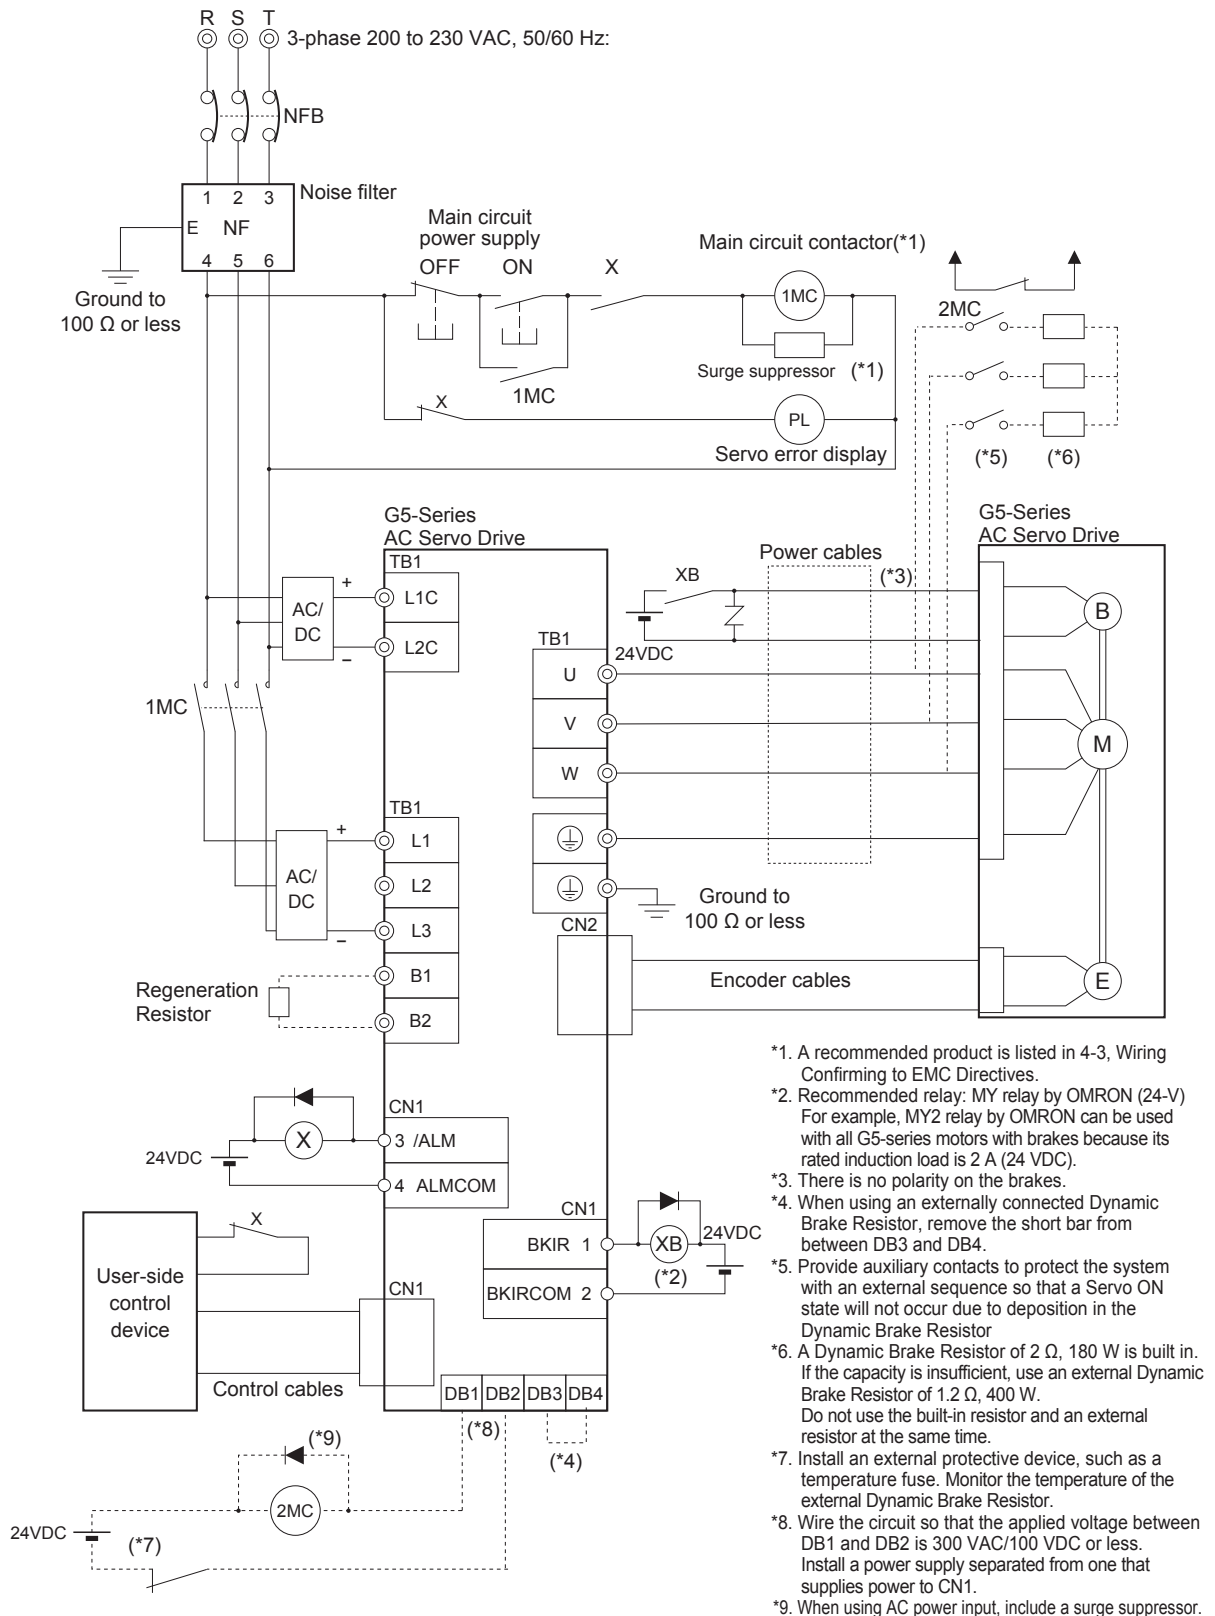 R S T
3-phase 200 to 230 VAC, 50/60 Hz:
NFB
1 2 3
Noise filter
E NF
4 5 6
Ground to
100 Ω or less
Main circuit
power supply
OFF ON X
Main circuit contactor(*1)
1MC
Surge suppressor (*1)
1MC
X
PL
Servo error display
2MC
(*5) (*6)
G5-Series
AC Servo Drive
G5-Series
AC Servo Drive
TB1
+
AC/
DC
L1C
–
L2C
1MC
TB1
+
AC/
DC
L1
L2
–
L3
Regeneration
Resistor
B1
B2
XB
Power cables
(*3)
24VDC
TB1
U
V
W
Ground to
100 Ω or less
CN2
Encoder cables
B
M
E
CN1
X
3 /ALM
24VDC
4 ALMCOM
CN1
BKIR 1
XB
24VDC
(*2)
BKIRCOM 2
X
User-side
control
device
CN1
Control cables
DB1 DB2 DB3 DB4
(*8)
(*4)
(*9)
2MC
24VDC
(*7)
*1. A recommended product is listed in 4-3, Wiring
Confirming to EMC Directives.
*2. Recommended relay: MY relay by OMRON (24-V)
For example, MY2 relay by OMRON can be used
with all G5-series motors with brakes because its
rated induction load is 2 A (24 VDC).
*3. There is no polarity on the brakes.
*4. When using an externally connected Dynamic
Brake Resistor, remove the short bar from
between DB3 and DB4.
*5. Provide auxiliary contacts to protect the system
with an external sequence so that a Servo ON
state will not occur due to deposition in the
Dynamic Brake Resistor
*6. A Dynamic Brake Resistor of 2 Ω, 180 W is built in.
If the capacity is insufficient, use an external Dynamic
Brake Resistor of 1.2 Ω, 400 W.
Do not use the built-in resistor and an external
resistor at the same time.
*7. Install an external protective device, such as a
temperature fuse. Monitor the temperature of the
external Dynamic Brake Resistor.
*8. Wire the circuit so that the applied voltage between
DB1 and DB2 is 300 VAC/100 VDC or less.
Install a power supply separated from one that
supplies power to CN1.
*9. When using AC power input, include a surge suppressor.